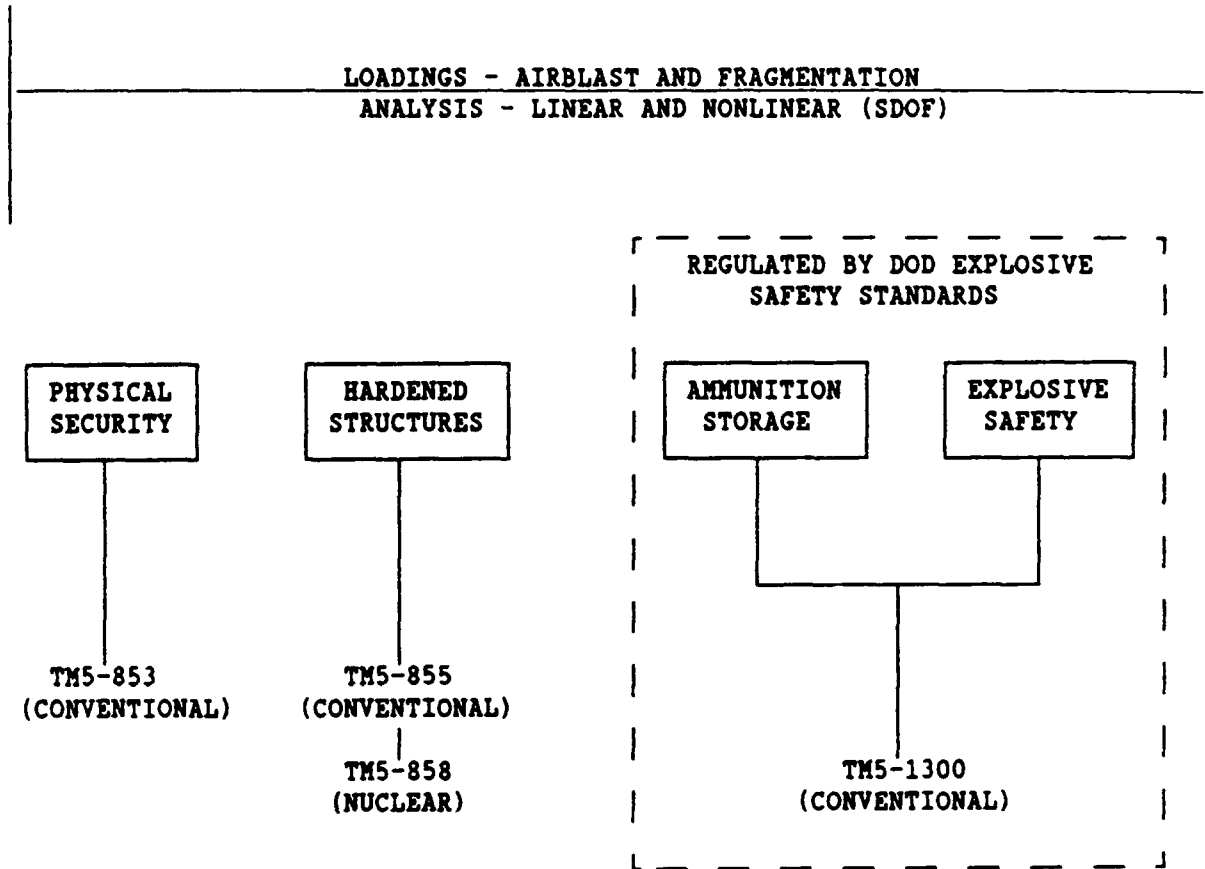 LOADINGS - AIRBLAST AND FRAGMENTATION
ANALYSIS - LINEAR AND NONLINEAR (SDOF)
REGULATED BY DOD EXPLOSIVE
SAFETY STANDARDS
PHYSICAL
SECURITY
HARDENED
STRUCTURES
AMMUNITION
STORAGE
EXPLOSIVE
SAFETY
TM5-853
(CONVENTIONAL)
TM5-855
(CONVENTIONAL)
TM5-858
(NUCLEAR)
TM5-1300
(CONVENTIONAL)